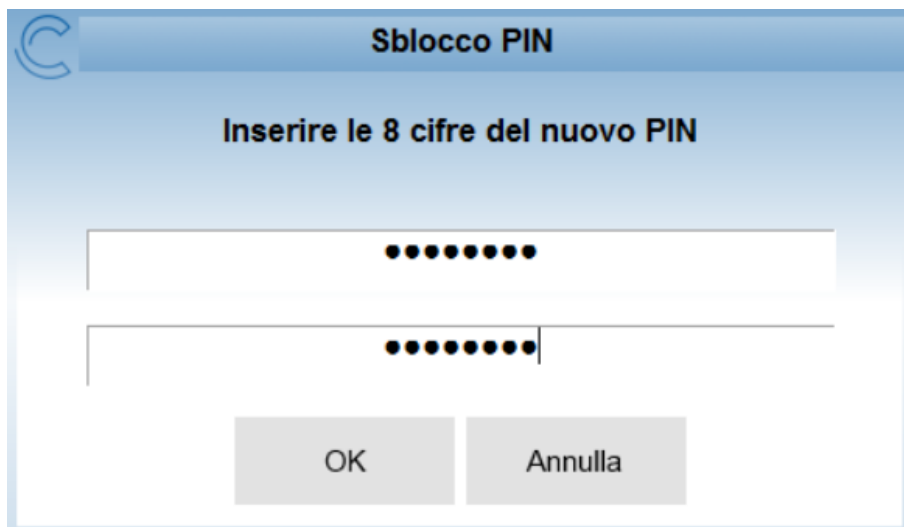 Sblocco PIN
Inserire le 8 cifre del nuovo PIN
●●●●●●●●
●●●●●●●●
OK Annulla